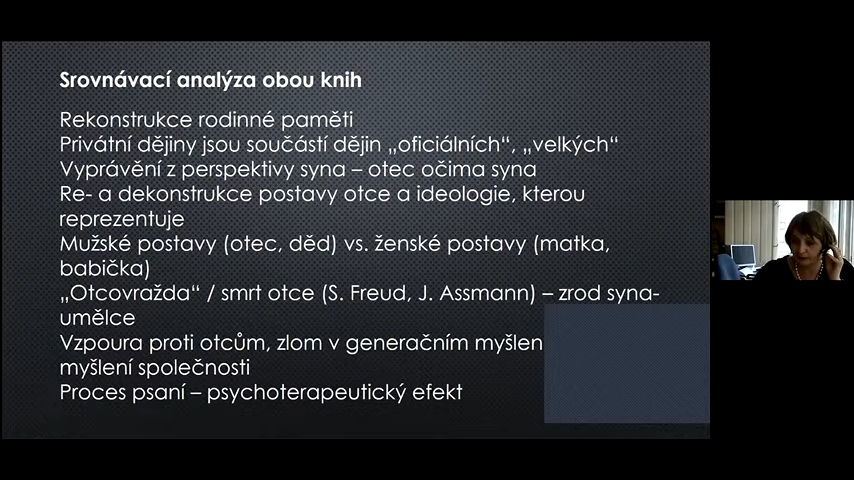 Srovnávací analýza obou knih
Rekonstrukce rodinné paměti
Privátní dějiny jsou součástí dějin „oficiálních“, „velkých“
Vyprávění z perspektivy syna – otec očima syna
Re- a dekonstrukce postavy otce a ideologie, kterou
reprezentuje
Mužské postavy (otec, děd) vs. ženské postavy (matka,
babička)
„Otcovražda“ / smrt otce (S. Freud, J. Assmann) – zrod syna-
umělce
Vzpoura proti otcům, zlom v generačním myšlen
myšlení společnosti
Proces psaní – psychoterapeutický efekt